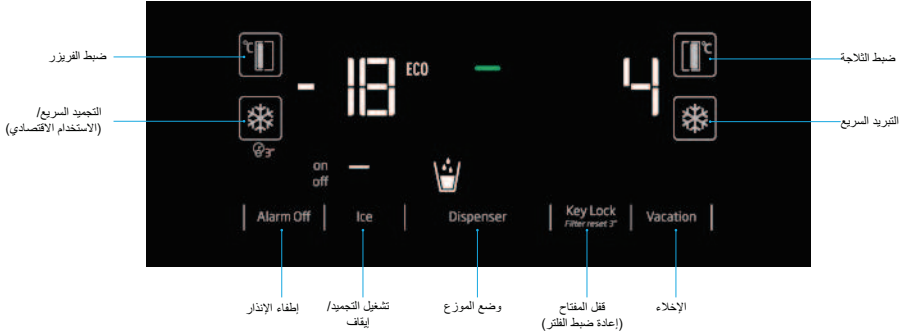 ضبط الفريزر
التجميد السريع/
(الاستخدام الاقتصادي)
°C
3"
- 18
ECO
4
°C
ضبط الثلاجة
التبريد السريع
on
off
Alarm Off
Ice
Dispenser
Key Lock
Filter reset 3"
Vacation
إطفاء الإنذار
تشغيل التجميد/
إيقاف
وضع الموزع
قفل المفتاح
(إعادة ضبط الفلتر)
الإخلاء